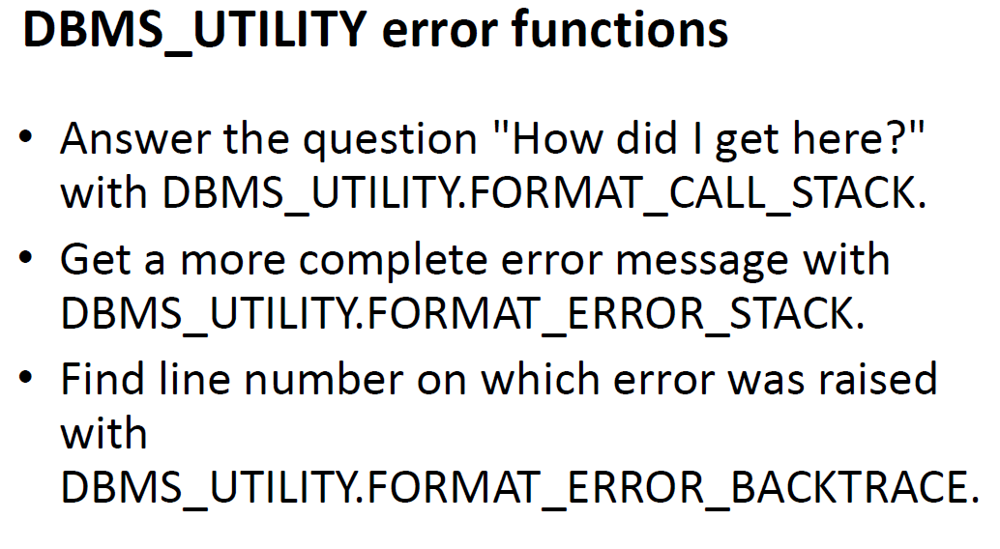 DBMS_UTILITY error functions
• Answer the question "How did I get here?"
with DBMS_UTILITY.FORMAT_CALL_STACK.
• Get a more complete error message with
DBMS_UTILITY.FORMAT_ERROR_STACK.
• Find line number on which error was raised
with
DBMS_UTILITY.FORMAT_ERROR_BACKTRACE.